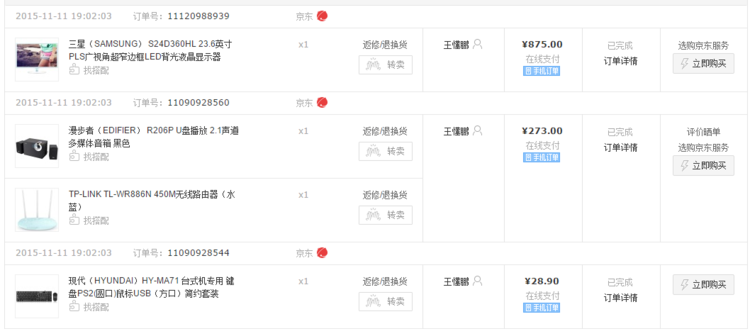 2015-11-11 19:02:03 订单号：11120988939 京东
三星（SAMSUNG） S24D360HL 23.6英寸 x1 返修/退换货 王懂鹏 ¥875.00 已完成 选购京东服务
PLS广视角超窄边框LED背光液晶显示器 转卖 在线支付 订单详情 立即购买
找搭配 手机订单
2015-11-11 19:02:03 订单号：11090928560 京东
漫步者（EDIFIER） R206P U盘播放 2.1声道 x1 返修/退换货 王懂鹏 ¥273.00 已完成 评价晒单
多媒体音箱 黑色 转卖 在线支付 订单详情 选购京东服务
找搭配 手机订单 立即购买
TP-LINK TL-WR886N 450M无线路由器（水 x1 返修/退换货
蓝） 转卖
找搭配
2015-11-11 19:02:03 订单号：11090928544 京东
现代（HYUNDAI）HY-MA71 台式机专用 键 x1 返修/退换货 王懂鹏 ¥28.90 已完成 立即购买
盘PS2(圆口)鼠标USB（方口）简约套装 转卖 在线支付 订单详情
找搭配 手机订单